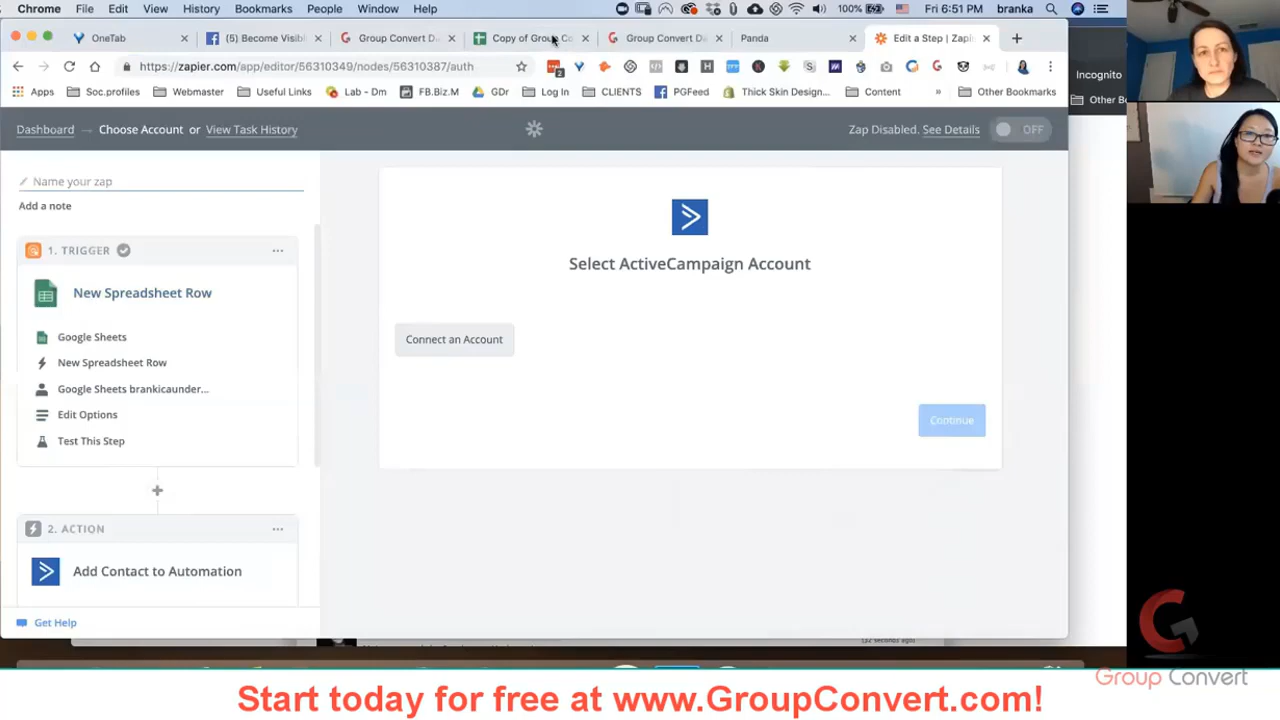 Chrome File Edit View History Bookmarks People Window Help 100% Fri 6:51 PM branka
OneTab (5) Become Visibl Group Convert Da Copy of Group Co Group Convert Da Panda Edit a Step | Zapi
https://zapier.com/app/editor/56310349/nodes/56310387/auth
Incognito
Apps Soc.profiles Webmaster Useful Links Lab - Dm FB.Biz.M GDr Log In CLIENTS PGFeed Thick Skin Design... Content » Other Bookmarks
Dashboard → Choose Account or View Task History Zap Disabled. See Details OFF
Name your zap
Add a note
1. TRIGGER
New Spreadsheet Row
Google Sheets
New Spreadsheet Row
Google Sheets brankicaunder...
Edit Options
Test This Step
2. ACTION
Add Contact to Automation
Get Help
Select ActiveCampaign Account
Connect an Account
Continue
Group Convert
Start today for free at www.GroupConvert.com!